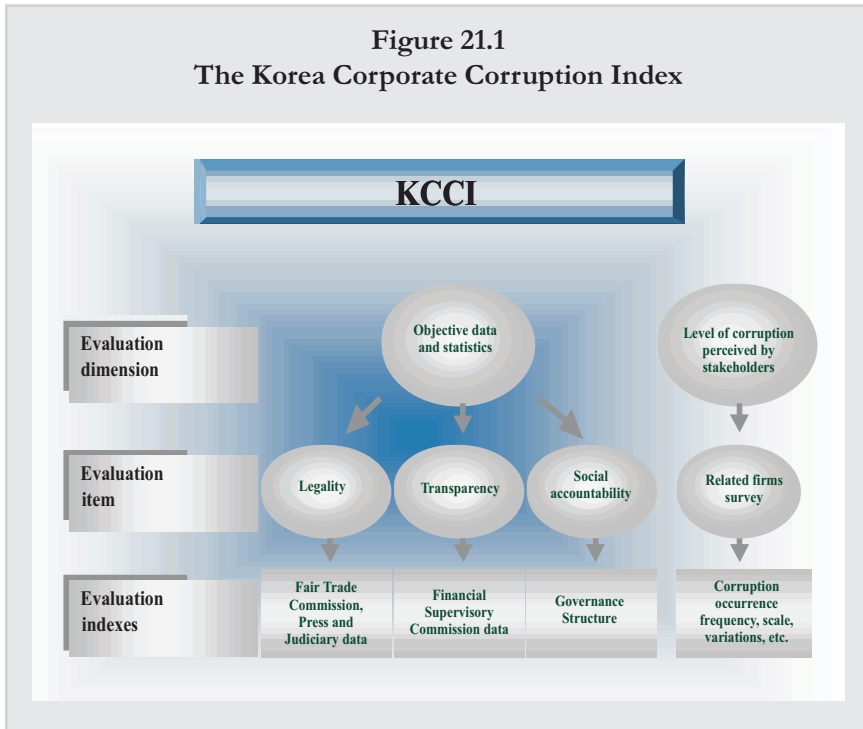 Figure 21.1
The Korea Corporate Corruption Index
KCCI
Evaluation
dimension
Objective data
and statistics
Level of corruption
perceived by
stakeholders
Evaluation
item
Legality
Transparency
Social
accountability
Related firms
survey
Evaluation
indexes
Fair Trade
Commission,
Press and
Judiciary data
Financial
Supervisory
Commission data
Governance
Structure
Corruption
occurrence
frequency, scale,
variations, etc.